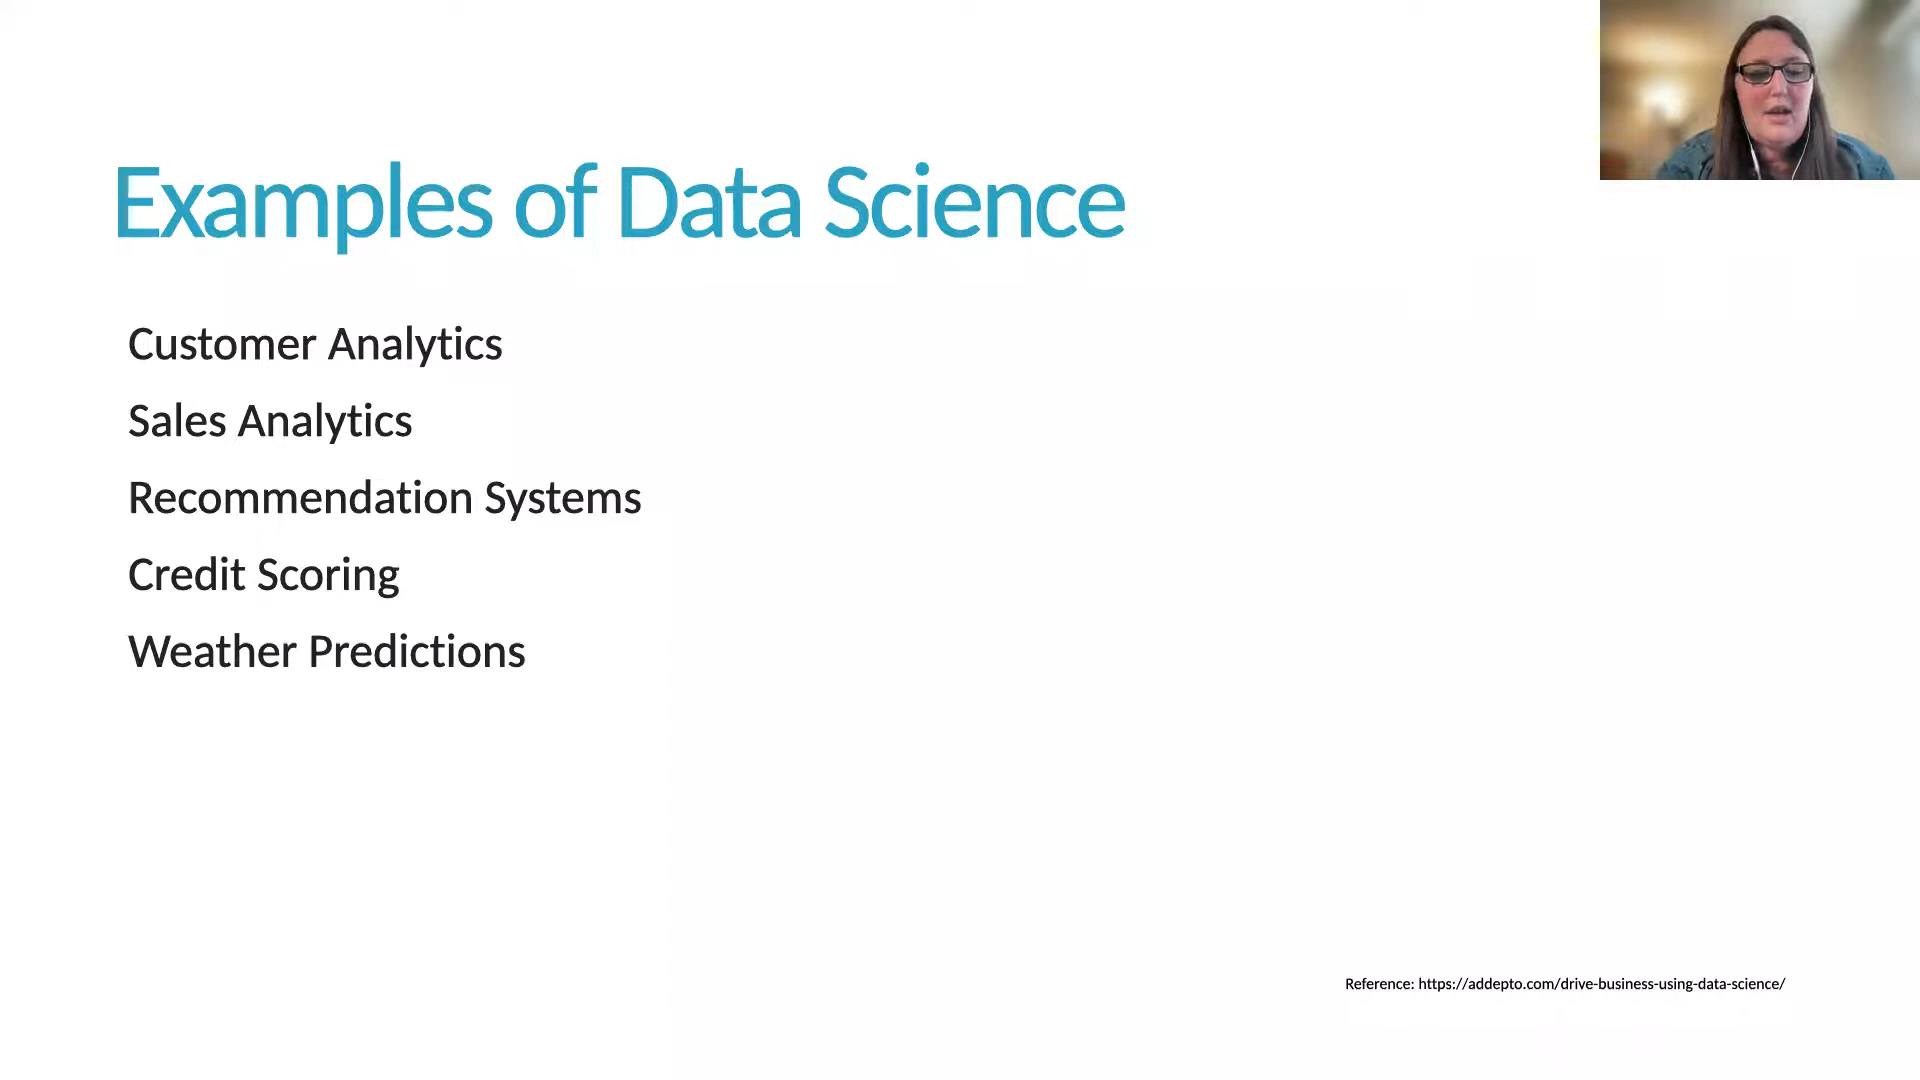 Examples of Data Science
Customer Analytics
Sales Analytics
Recommendation Systems
Credit Scoring
Weather Predictions
Reference: https://addepto.com/drive-business-using-data-science/